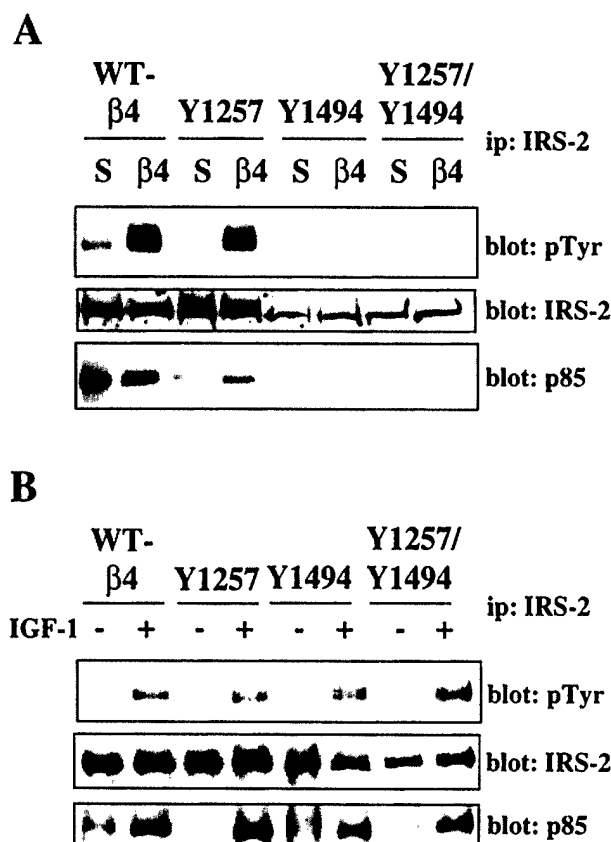 A
WT-
β4
Y1257
Y1494
Y1257/
Y1494
ip: IRS-2
S β4 S β4 S β4 S β4
blot: pTyr
blot: IRS-2
blot: p85
B
WT-
β4
Y1257
Y1494
Y1257/
Y1494
ip: IRS-2
IGF-1 - + - + - + - +
blot: pTyr
blot: IRS-2
blot: p85